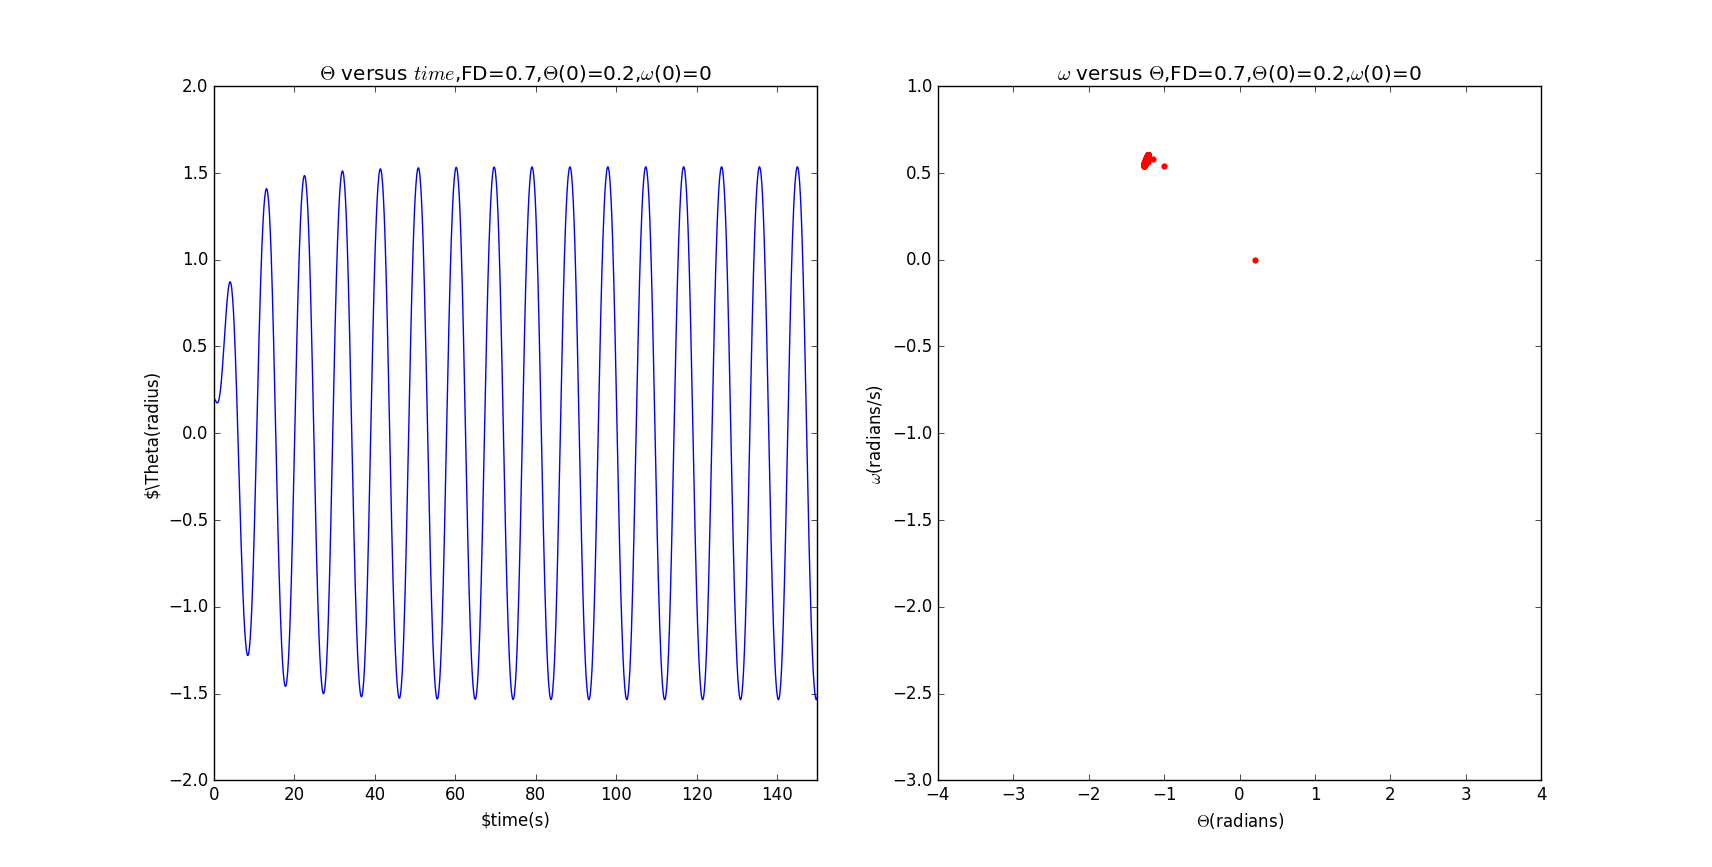 Θ versus time,FD=0.7,Θ(0)=0.2,ω(0)=0
2.0
1.5
1.0
0.5
0.0
−0.5
−1.0
−1.5
−2.0
$\Theta(radius)
0 20 40 60 80 100 120 140
$time(s)
ω versus Θ,FD=0.7,Θ(0)=0.2,ω(0)=0
1.0
0.5
0.0
−0.5
−1.0
−1.5
−2.0
−2.5
−3.0
ω(radians/s)
−4 −3 −2 −1 0 1 2 3 4
Θ(radians)